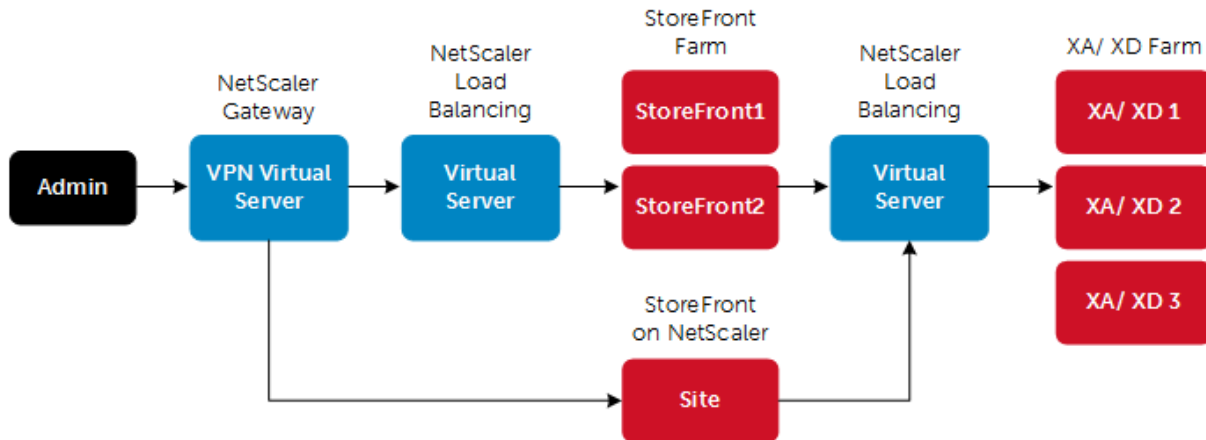 StoreFront
Farm
NetScaler
Load
Balancing
NetScaler
Load
Balancing
XA/ XD Farm
NetScaler
Gateway
StoreFront1
XA/ XD 1
Admin
VPN Virtual
Server
Virtual
Server
StoreFront2
Virtual
Server
XA/ XD 2
StoreFront
on NetScaler
XA/ XD 3
Site